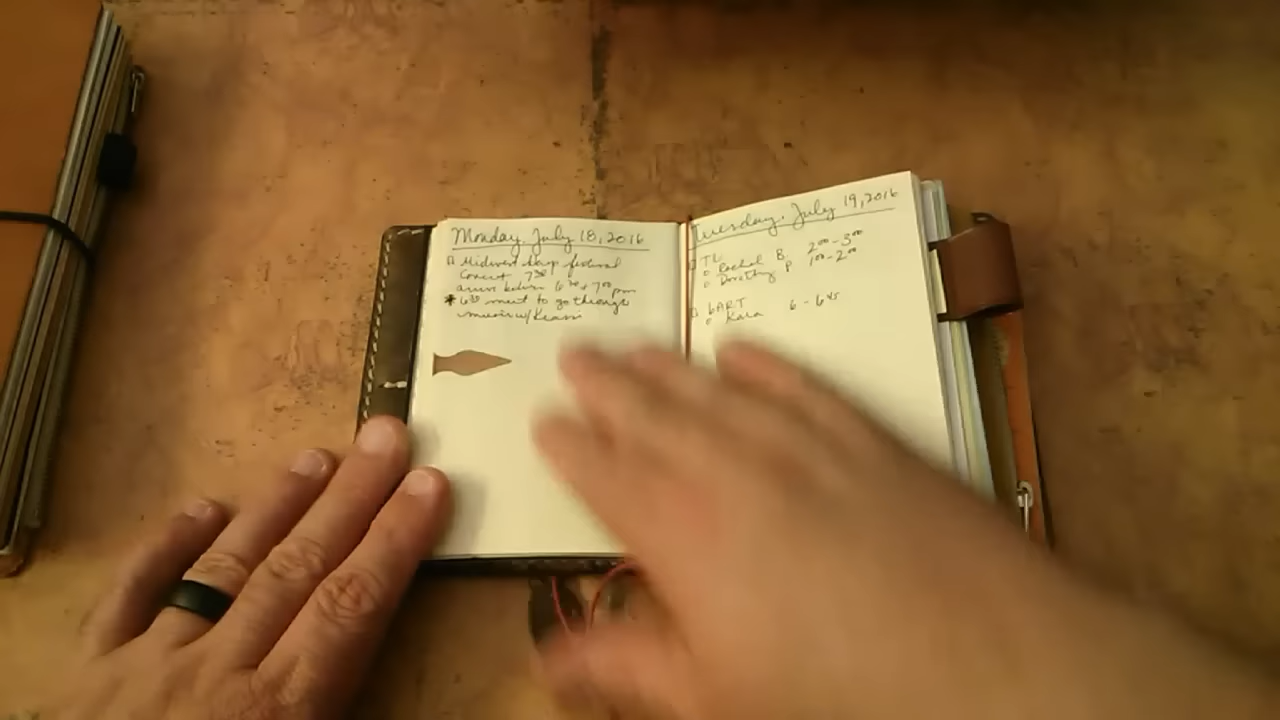 Monday, July 18, 2016
Midwest Harp festival
Concert 7:30
arrive between 6:30 & 7:00 pm
* 6:30 meet to go through
music w/
Tuesday, July 19, 2016
TL
Rachel B. 2:00-3:00
Dorothy P 1:00-2:00
6ART
Kara 6-6:45